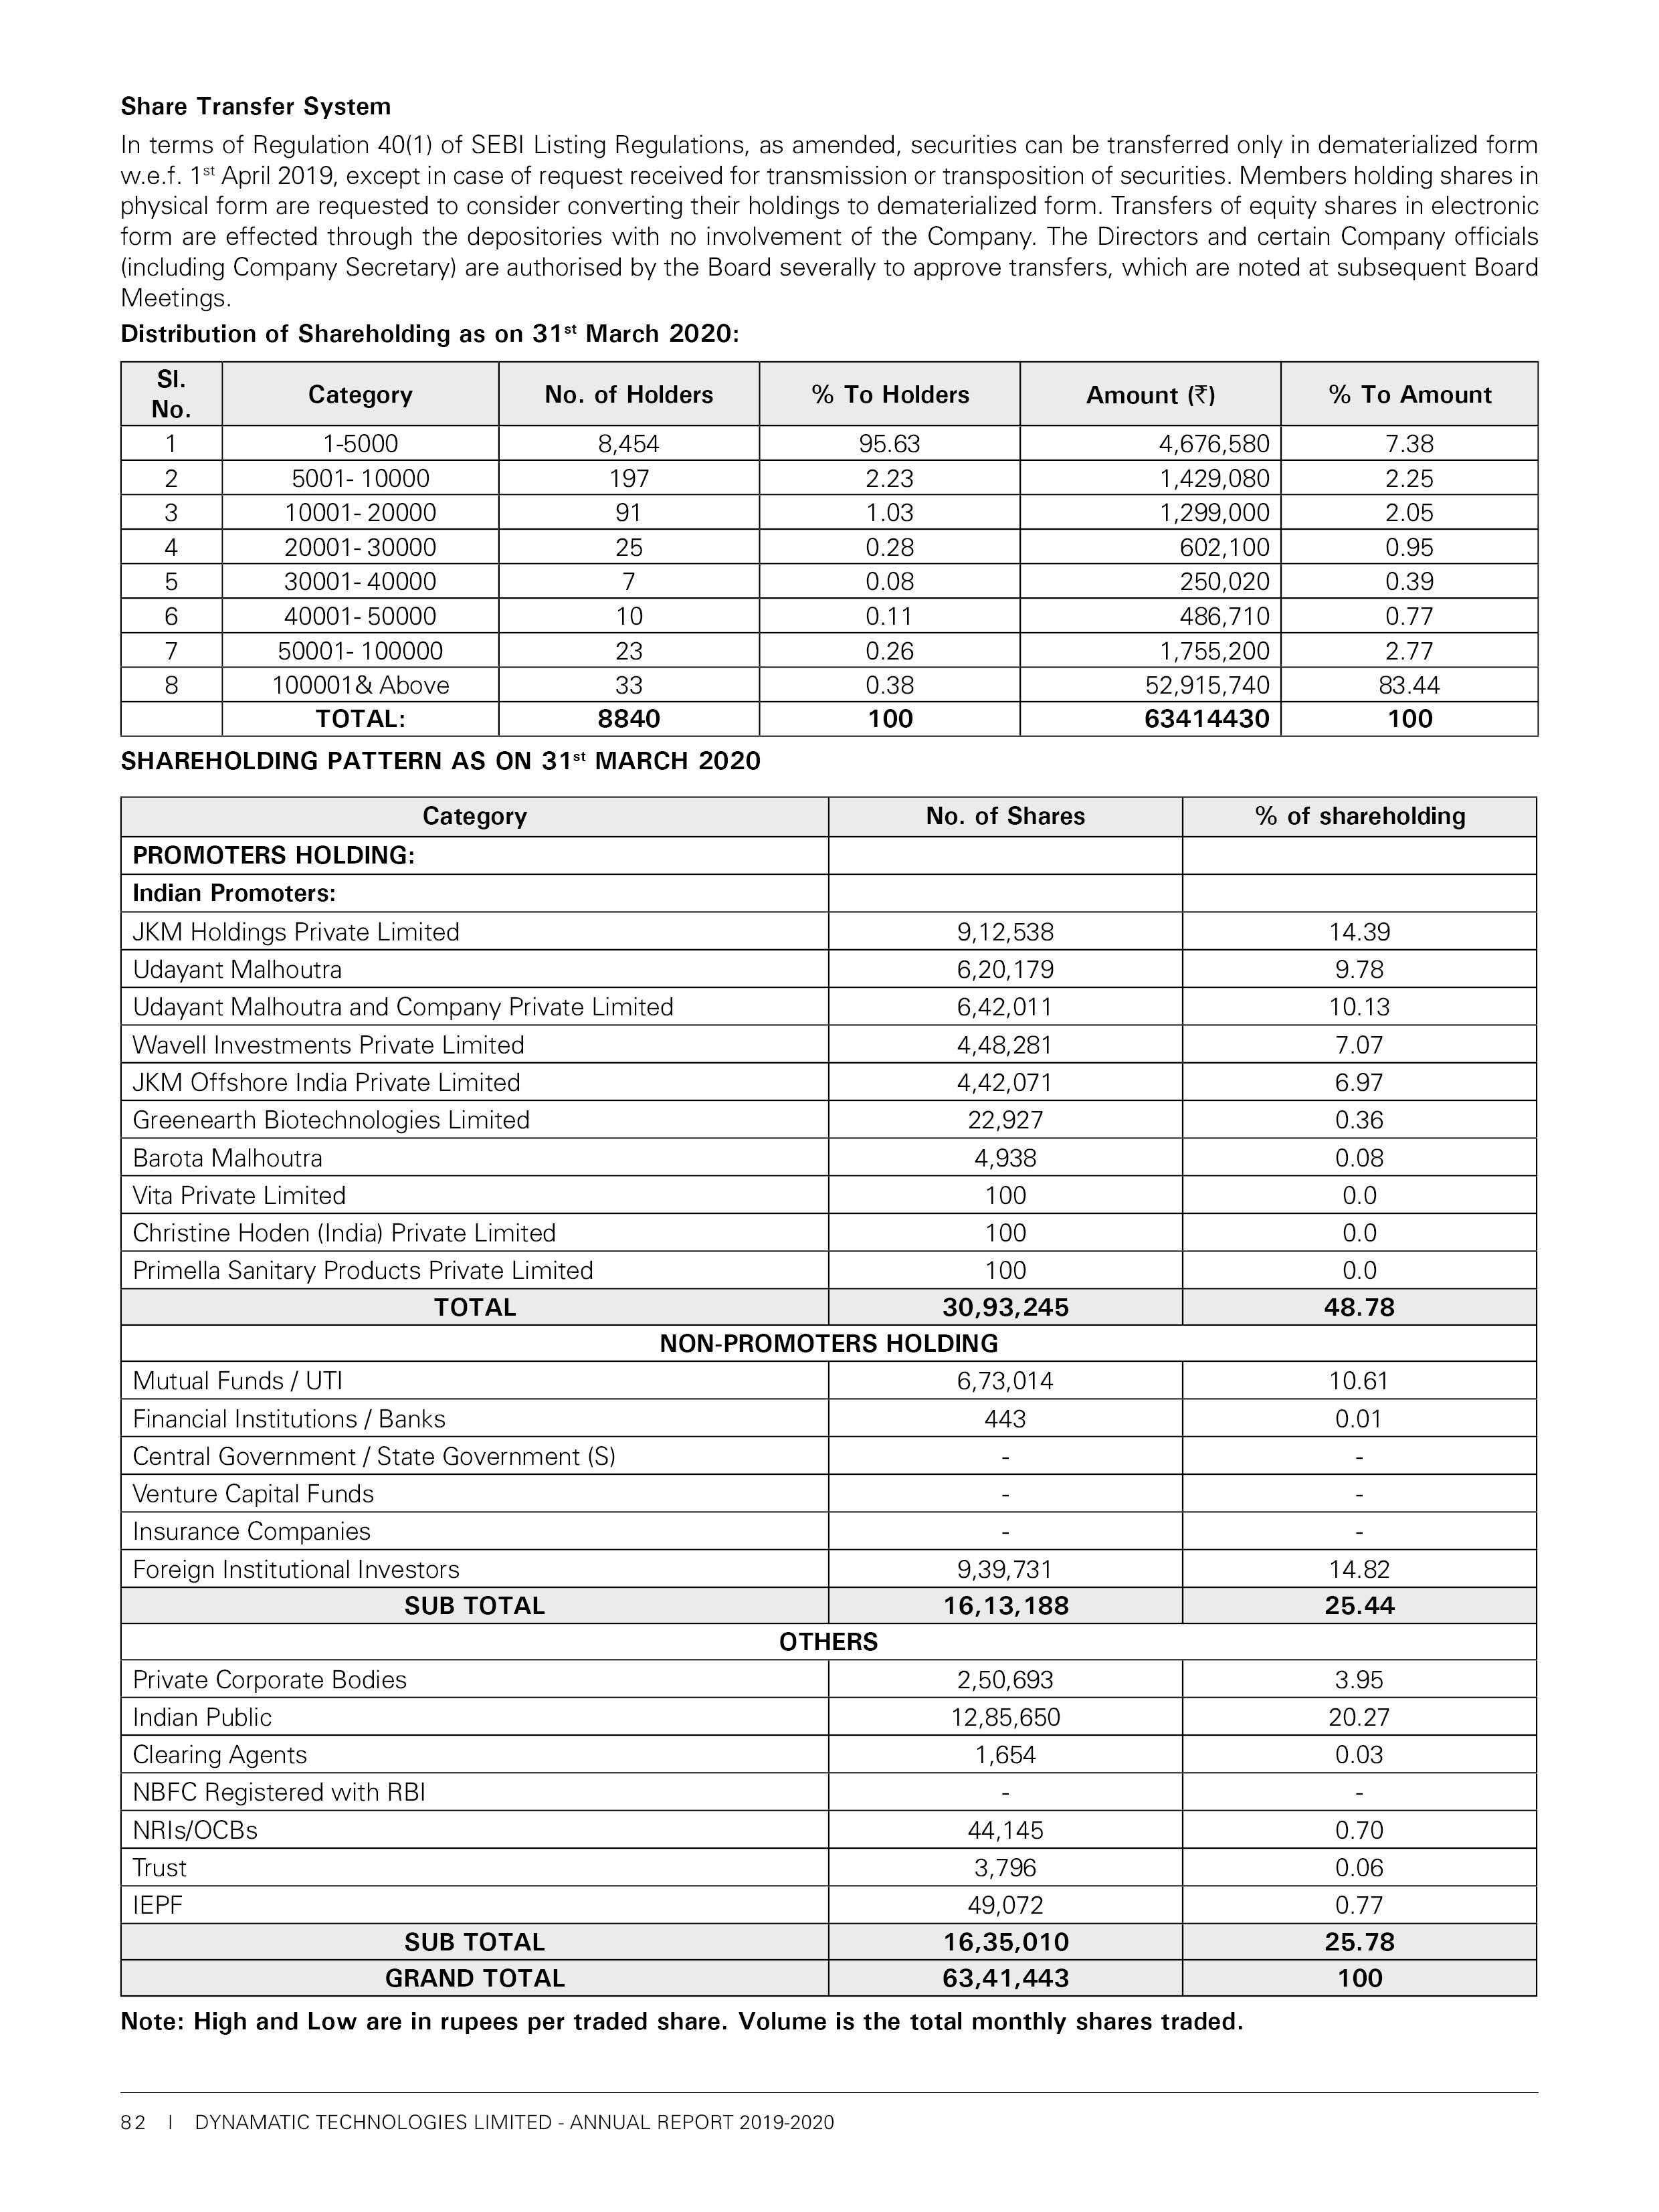 Share Transfer System
In terms of Regulation 40(1) of SEBI Listing Regulations, as amended, securities can be transferred only in dematerialized form
w.e.f. 1st April 2019, except in case of request received for transmission or transposition of securities. Members holding shares in
physical form are requested to consider converting their holdings to dematerialized form. Transfers of equity shares in electronic
form are effected through the depositories with no involvement of the Company. The Directors and certain Company officials
(including Company Secretary) are authorised by the Board severally to approve transfers, which are noted at subsequent Board
Meetings.
Distribution of Shareholding as on 31st March 2020:
Sl. No. Category No. of Holders % To Holders Amount (₹) % To Amount
1 1-5000 8,454 95.63 4,676,580 7.38
2 5001- 10000 197 2.23 1,429,080 2.25
3 10001- 20000 91 1.03 1,299,000 2.05
4 20001- 30000 25 0.28 602,100 0.95
5 30001- 40000 7 0.08 250,020 0.39
6 40001- 50000 10 0.11 486,710 0.77
7 50001- 100000 23 0.26 1,755,200 2.77
8 100001& Above 33 0.38 52,915,740 83.44
TOTAL: 8840 100 63414430 100
SHAREHOLDING PATTERN AS ON 31st MARCH 2020
Category No. of Shares % of shareholding
PROMOTERS HOLDING:
Indian Promoters:
JKM Holdings Private Limited 9,12,538 14.39
Udayant Malhoutra 6,20,179 9.78
Udayant Malhoutra and Company Private Limited 6,42,011 10.13
Wavell Investments Private Limited 4,48,281 7.07
JKM Offshore India Private Limited 4,42,071 6.97
Greenearth Biotechnologies Limited 22,927 0.36
Barota Malhoutra 4,938 0.08
Vita Private Limited 100 0.0
Christine Hoden (India) Private Limited 100 0.0
Primella Sanitary Products Private Limited 100 0.0
TOTAL 30,93,245 48.78
NON-PROMOTERS HOLDING
Mutual Funds / UTI 6,73,014 10.61
Financial Institutions / Banks 443 0.01
Central Government / State Government (S) - -
Venture Capital Funds - -
Insurance Companies - -
Foreign Institutional Investors 9,39,731 14.82
SUB TOTAL 16,13,188 25.44
OTHERS
Private Corporate Bodies 2,50,693 3.95
Indian Public 12,85,650 20.27
Clearing Agents 1,654 0.03
NBFC Registered with RBI - -
NRIs/OCBs 44,145 0.70
Trust 3,796 0.06
IEPF 49,072 0.77
SUB TOTAL 16,35,010 25.78
GRAND TOTAL 63,41,443 100
Note: High and Low are in rupees per traded share. Volume is the total monthly shares traded.
82 I DYNAMATIC TECHNOLOGIES LIMITED - ANNUAL REPORT 2019-2020